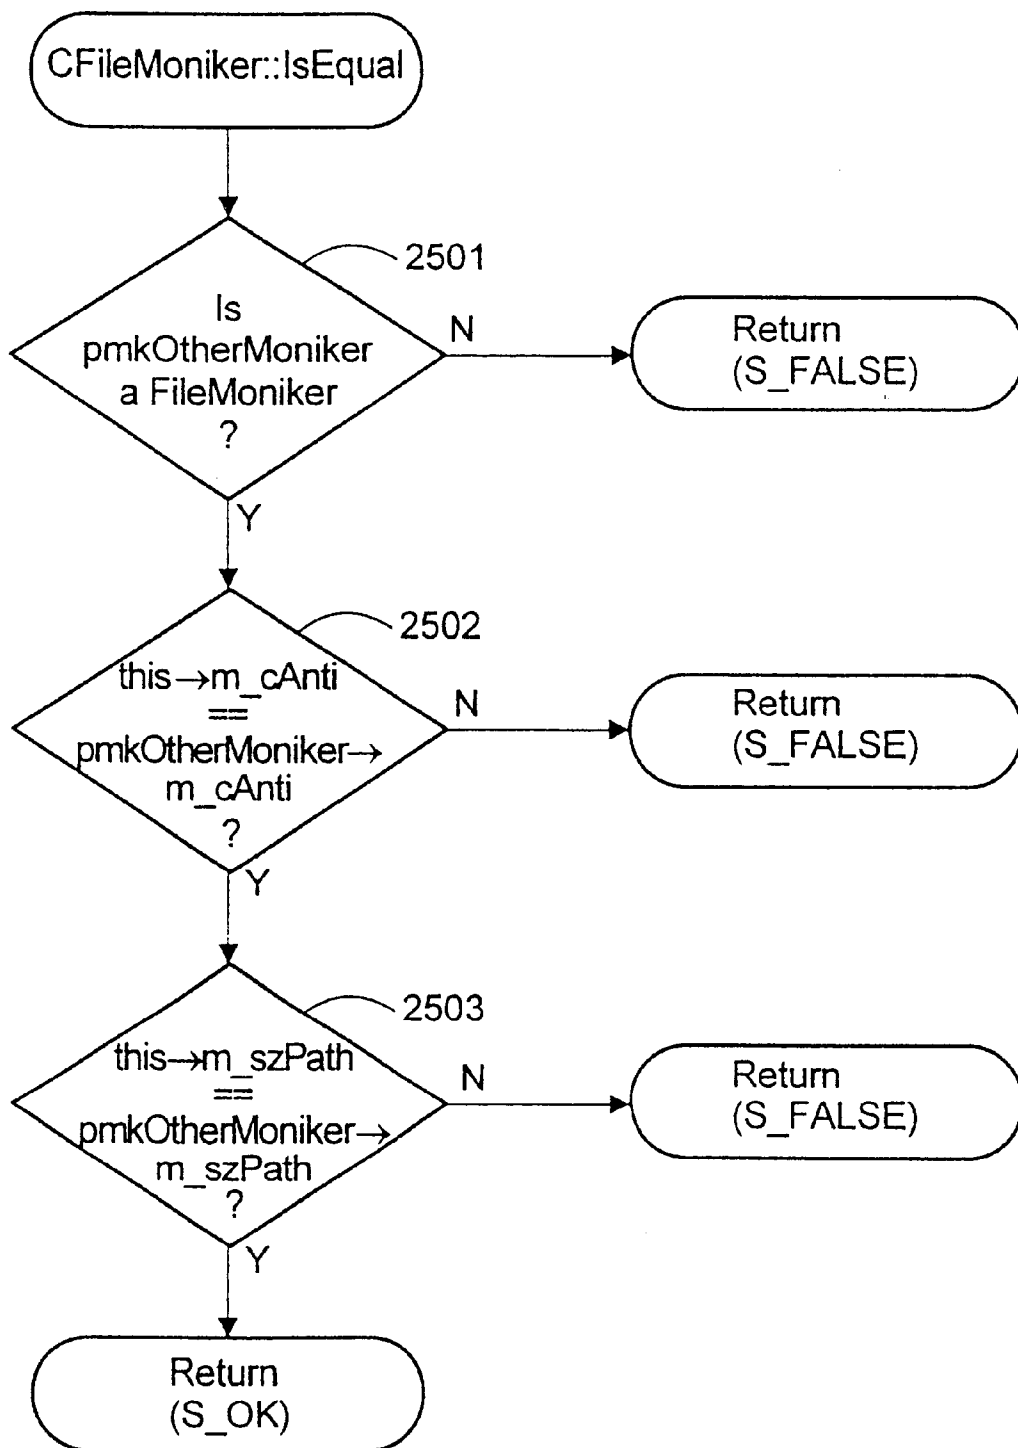 CFileMoniker::IsEqual
2501
Is
pmkOtherMoniker
a FileMoniker
?
N
Return
(S_FALSE)
Y
2502
this→m_cAnti
==
pmkOtherMoniker→
m_cAnti
?
N
Return
(S_FALSE)
Y
2503
this→m_szPath
==
pmkOtherMoniker→
m_szPath
?
N
Return
(S_FALSE)
Y
Return
(S_OK)